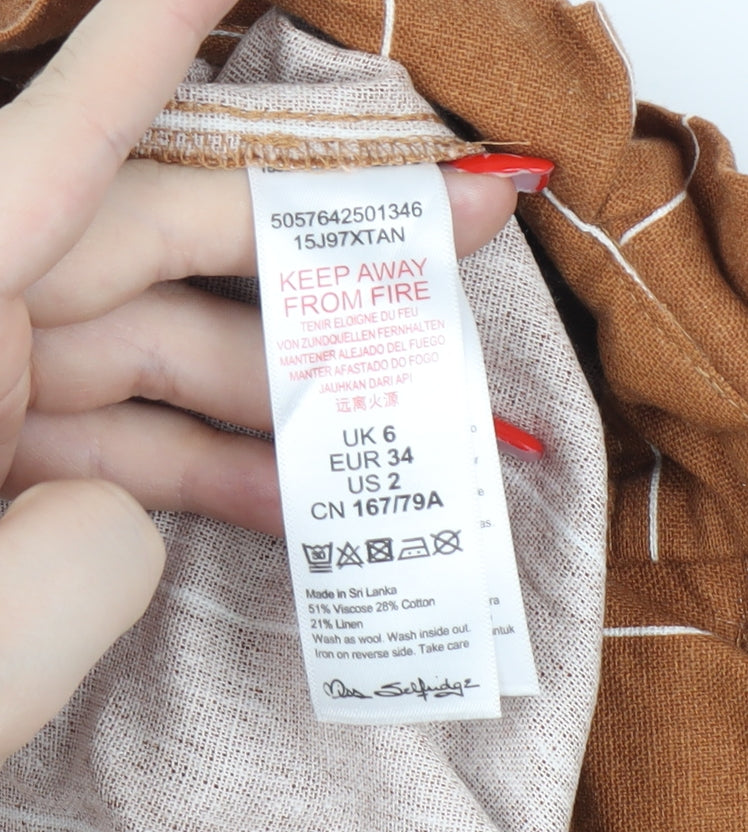 5057642501346
15J97XTAN
KEEP AWAY
FROM FIRE
TENIR ELOIGNE DU FEU
VON ZUNDQUELLEN FERNHALTEN
MANTENER ALEJADO DEL FUEGO
MANTER AFASTADO DO FOGO
JAUHKAN DARI API
远离火源
UK 6
EUR 34
US 2
CN 167/79A
Made in Sri Lanka
51% Viscose 28% Cotton
21% Linen
Wash as wool. Wash inside out.
Iron on reverse side. Take care
Miss Selfridge
as.
ra
intuk